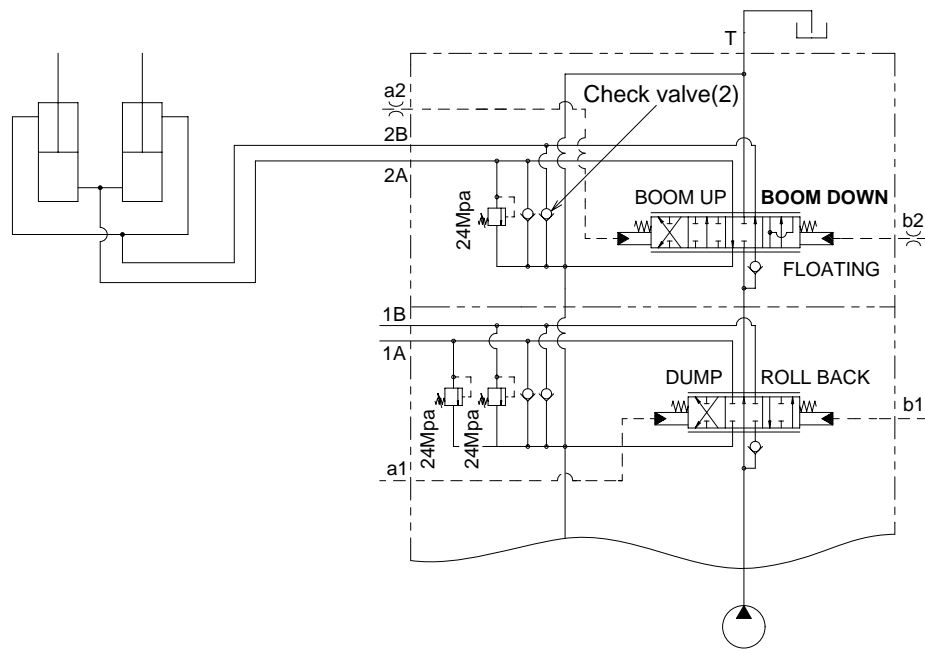 T
a2
Check valve(2)
2B
2A
24Mpa
BOOM UP
BOOM DOWN
b2
FLOATING
1B
1A
DUMP
ROLL BACK
b1
24Mpa
24Mpa
a1